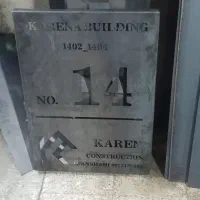 KARENA BUILDING
1402_1404
NO. 14
KAREN
CONSTRUCTION